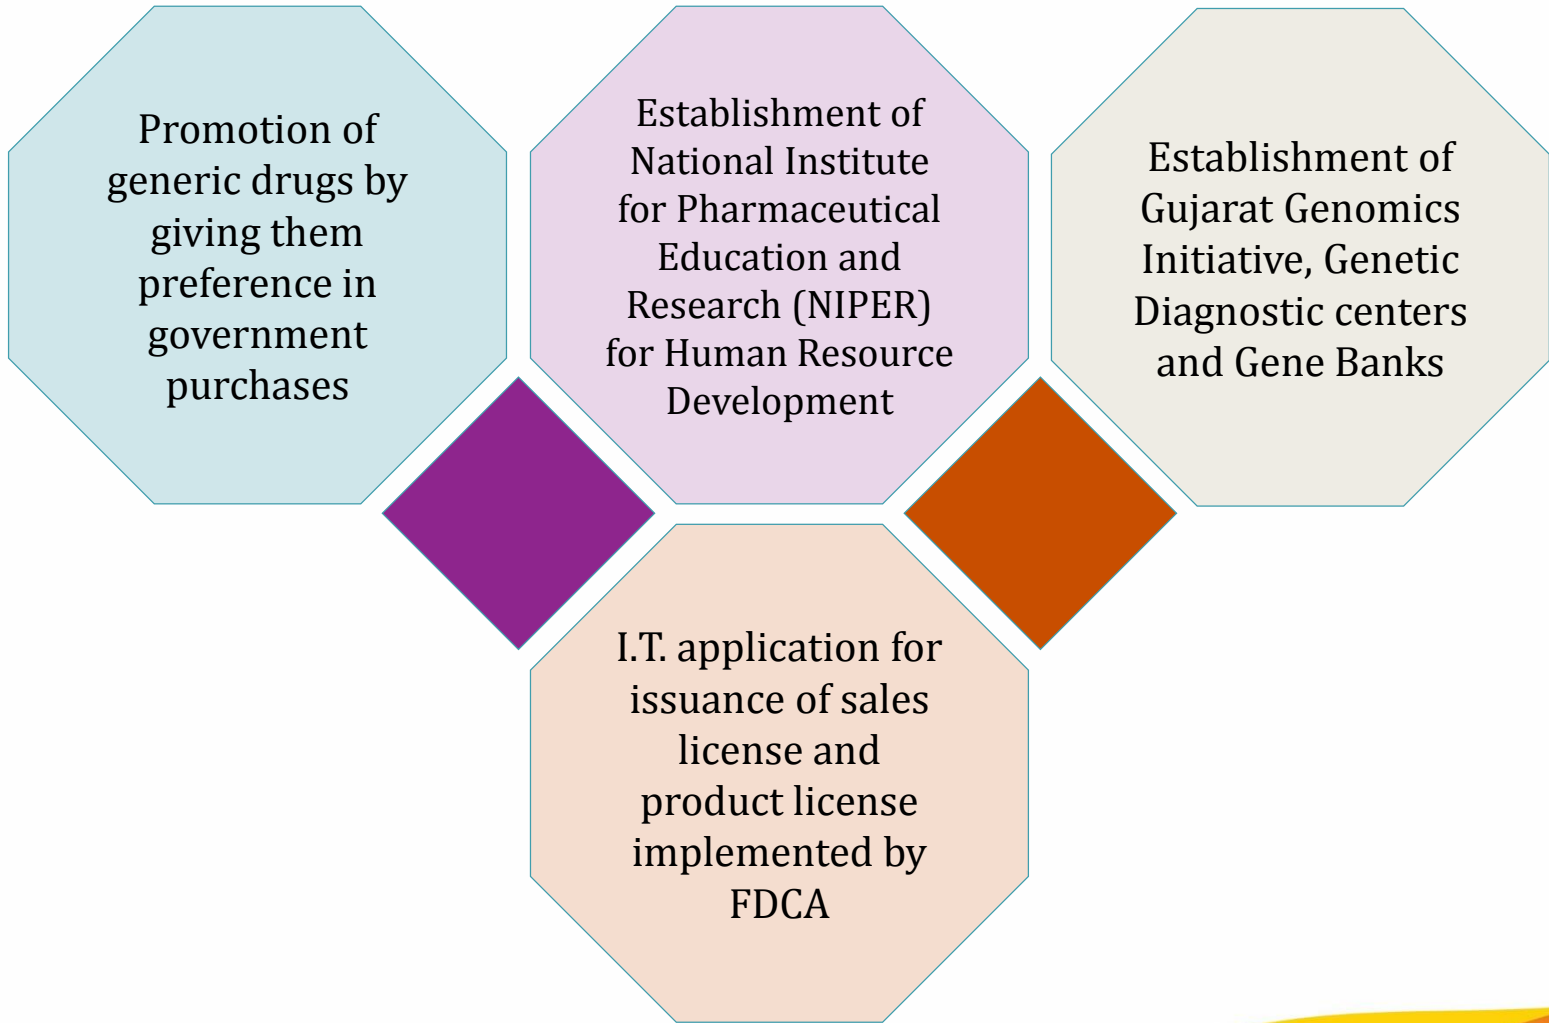 Promotion of
generic drugs by
giving them
preference in
government
purchases
Establishment of
National Institute
for Pharmaceutical
Education and
Research (NIPER)
for Human Resource
Development
Establishment of
Gujarat Genomics
Initiative, Genetic
Diagnostic centers
and Gene Banks
I.T. application for
issuance of sales
license and
product license
implemented by
FDCA